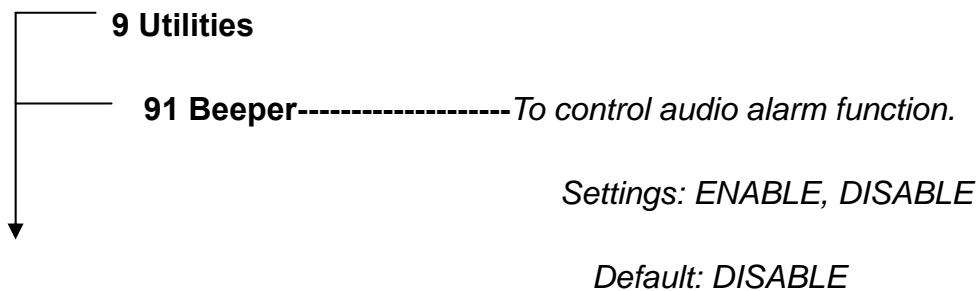 9 Utilities
91 Beeper--------------------To control audio alarm function.
Settings: ENABLE, DISABLE
Default: DISABLE